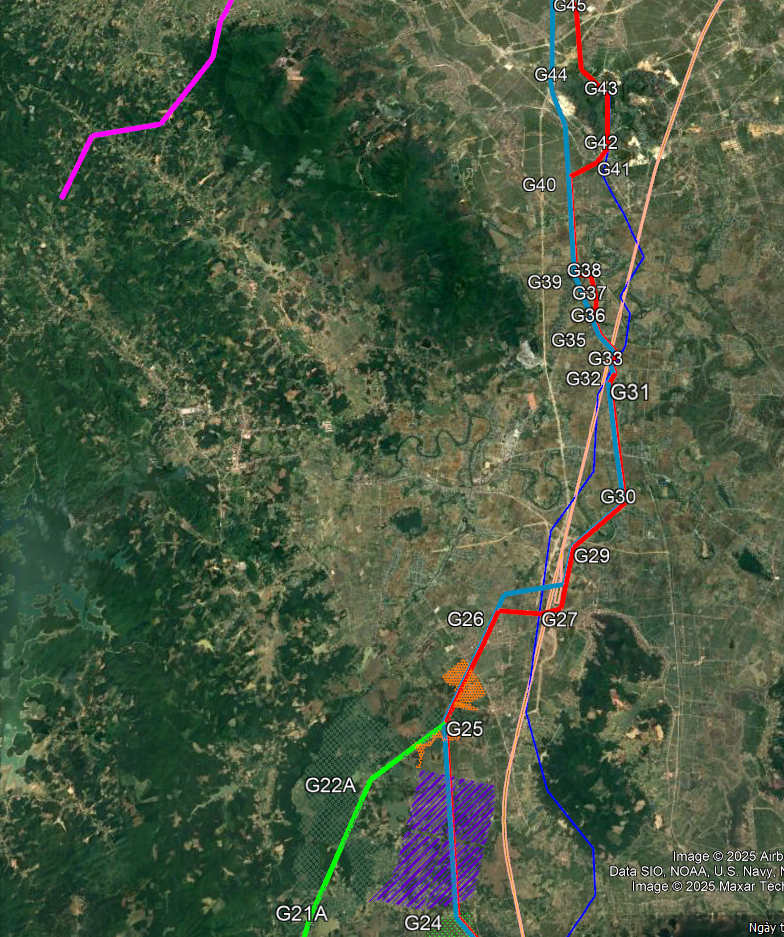 G45
G44
G43
G42
G41
G40
G38
G39
G37
G36
G35
G33
G32
G31
G30
G29
G26
G27
G25
G22A
G21A
G24
Image © 2025 Airb
Data SIO, NOAA, U.S. Navy, N
Image © 2025 Maxar Tech
Ngày t